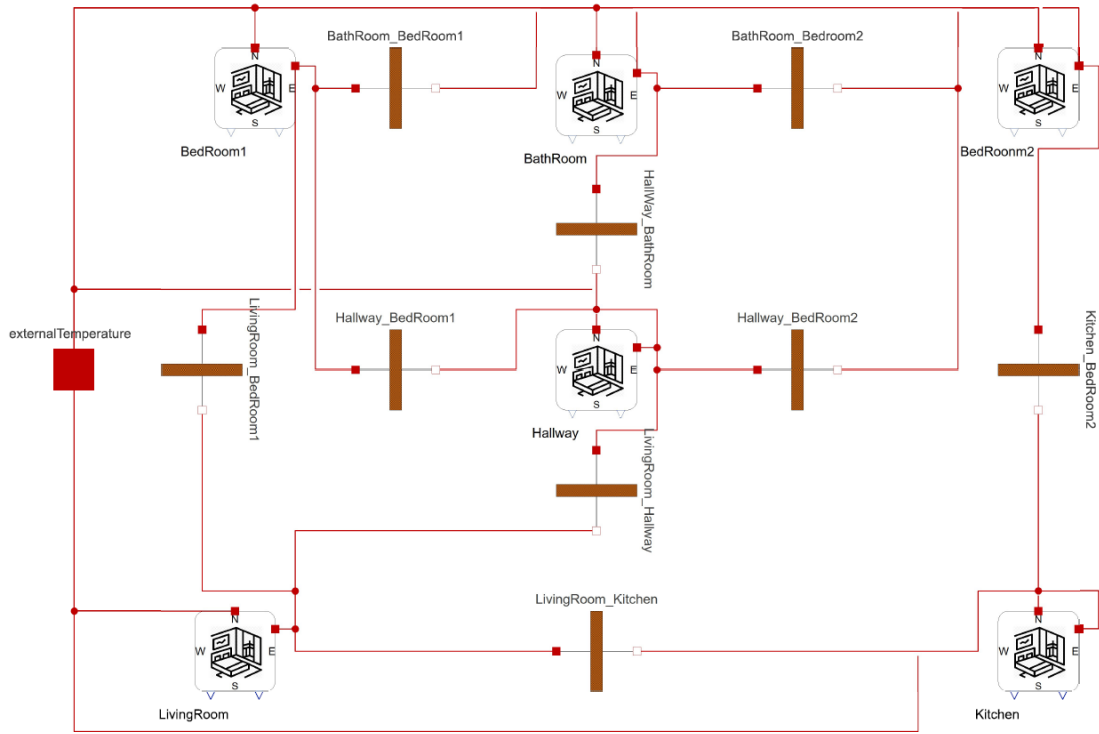 BathRoom_BedRoom1
BathRoom_Bedroom2
N
W
E
S
BedRoom1
N
W
E
S
BathRoom
N
W
E
S
BedRoonm2
HallWay_BathRoom
externalTemperature
LivingRoom_BedRoom1
Hallway_BedRoom1
N
W
E
S
Hallway
Hallway_BedRoom2
Kitchen_BedRoom2
LivingRoom_Hallway
N
W
E
S
LivingRoom
LivingRoom_Kitchen
N
W
E
S
Kitchen